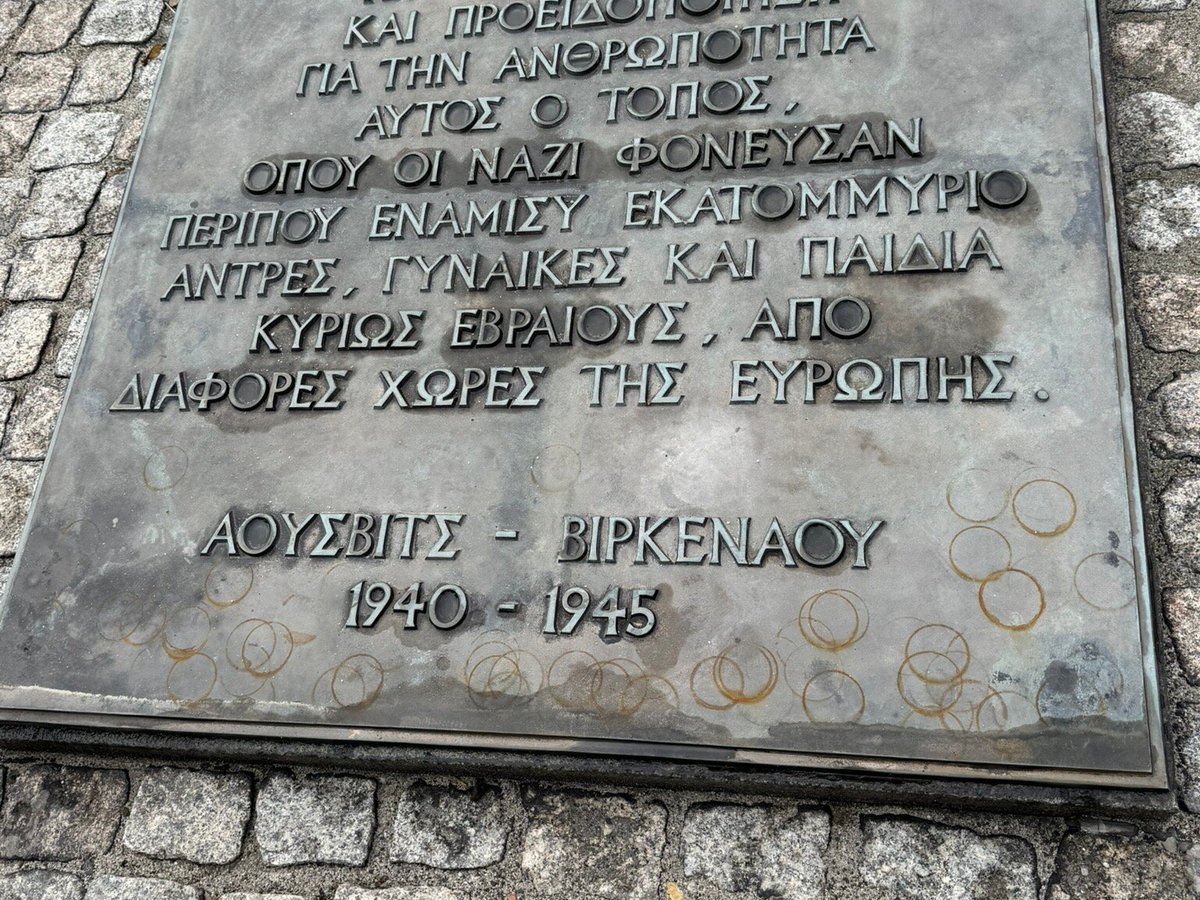 ΚΑΙ ΠΡΟΕΙΔΟΠΟΙΗΣΗ
ΓΙΑ ΤΗΝ ΑΝΘΡΩΠΟΤΗΤΑ
ΑΥΤΟΣ Ο ΤΟΠΟΣ,
ΟΠΟΥ ΟΙ ΝΑΖΙ ΦΟΝΕΥΣΑΝ
ΠΕΡΙΠΟΥ ΕΝΑΜΙΣΥ ΕΚΑΤΟΜΜΥΡΙΟ
ΑΝΤΡΕΣ, ΓΥΝΑΙΚΕΣ ΚΑΙ ΠΑΙΔΙΑ
ΚΥΡΙΩΣ ΕΒΡΑΙΟΥΣ, ΑΠΟ
ΔΙΑΦΟΡΕΣ ΧΩΡΕΣ ΤΗΣ ΕΥΡΩΠΗΣ.
ΑΟΥΣΒΙΤΣ - ΒΙΡΚΕΝΑΟΥ
1940 - 1945